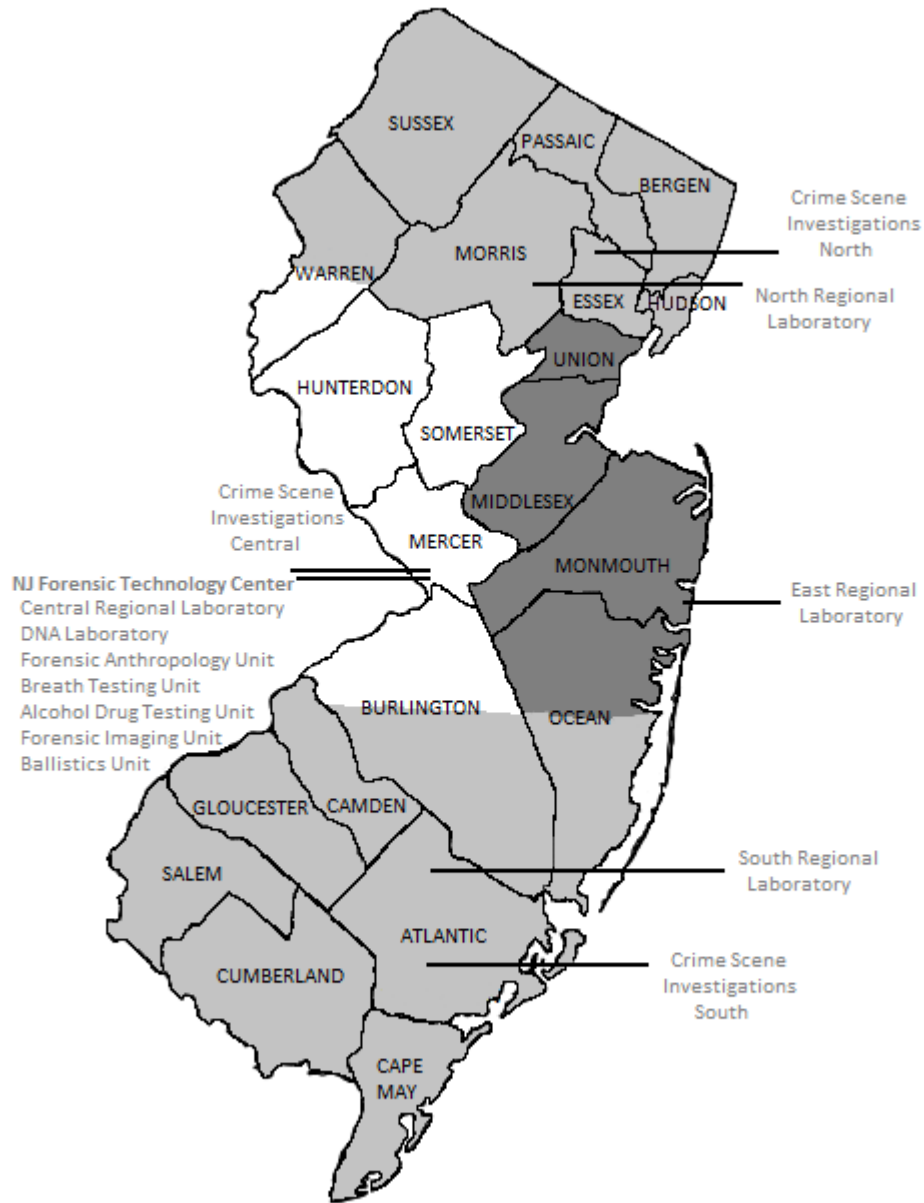 SUSSEX
PASSAIC
BERGEN
Crime Scene
Investigations
North
MORRIS
WARREN
ESSEX
HUDSON
North Regional
Laboratory
UNION
HUNTERDON
SOMERSET
Crime Scene
Investigations
Central
MIDDLESEX
MERCER
MONMOUTH
NJ Forensic Technology Center
Central Regional Laboratory
DNA Laboratory
Forensic Anthropology Unit
Breath Testing Unit
Alcohol Drug Testing Unit
Forensic Imaging Unit
Ballistics Unit
East Regional
Laboratory
BURLINGTON
OCEAN
GLOUCESTER
CAMDEN
SALEM
South Regional
Laboratory
ATLANTIC
CUMBERLAND
Crime Scene
Investigations
South
CAPE
MAY